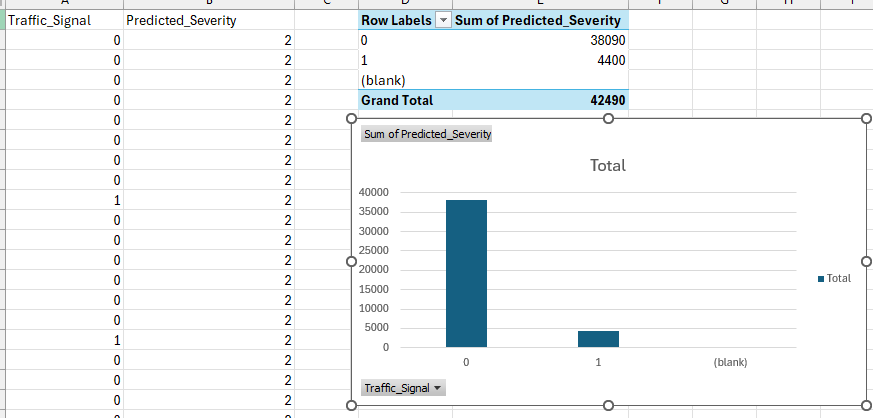 A B C D E F G H I
Traffic_Signal Predicted_Severity Row Labels Sum of Predicted_Severity
0 2 0 38090
0 2 1 4400
0 2 (blank)
0 2 Grand Total 42490
0 2
0 2 Sum of Predicted_Severity
0 2
0 2 Total
1 2
0 2
0 2
0 2
0 2
0 2
0 2
1 2
0 2
0 2
0 2
40000
35000
30000
25000
20000
15000
10000
5000
0
0 1 (blank)
Total
Traffic_Signal